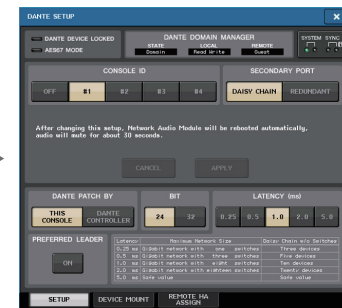 DANTE SETUP
DANTE DEVICE LOCKED
AES67 MODE
DANTE DOMAIN MANAGER
STATE LOCAL REMOTE
Domain Read Write Guest
SYSTEM SYNC
CONSOLE ID
OFF #1 #2 #3 #4
SECONDARY PORT
DAISY CHAIN REDUNDANT
After changing this setup, Network Audio Module will be rebooted automatically,
audio will mute for about 30 seconds.
CANCEL APPLY
DANTE PATCH BY
THIS CONSOLE
DANTE CONTROLLER
BIT
24 32
LATENCY (ms)
0.25 0.5 1.0 2.0 5.0
PREFERRED LEADER
ON
Latency Maximum Network Size Daisy Chain w/o Switches
0.25 ms Gigabit network with one switches Three devices
0.5 ms Gigabit network with three switches Five devices
1.0 ms Gigabit network with eight switches Ten devices
2.0 ms Gigabit network with eighteen switches Twenty devices
5.0 ms Safe value Safe value
SETUP DEVICE MOUNT REMOTE HA ASSIGN